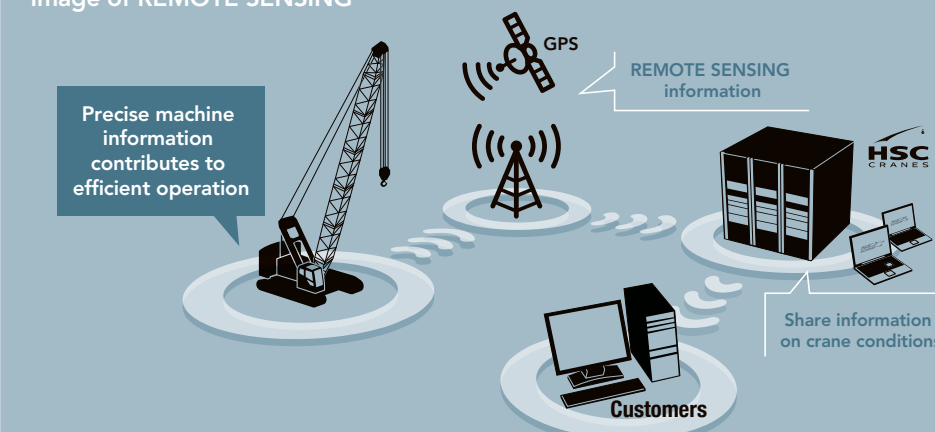 Image of REMOTE SENSING
GPS
REMOTE SENSING
information
Precise machine
information
contributes to
efficient operation
HSC
CRANES
Share information
on crane conditions
Customers